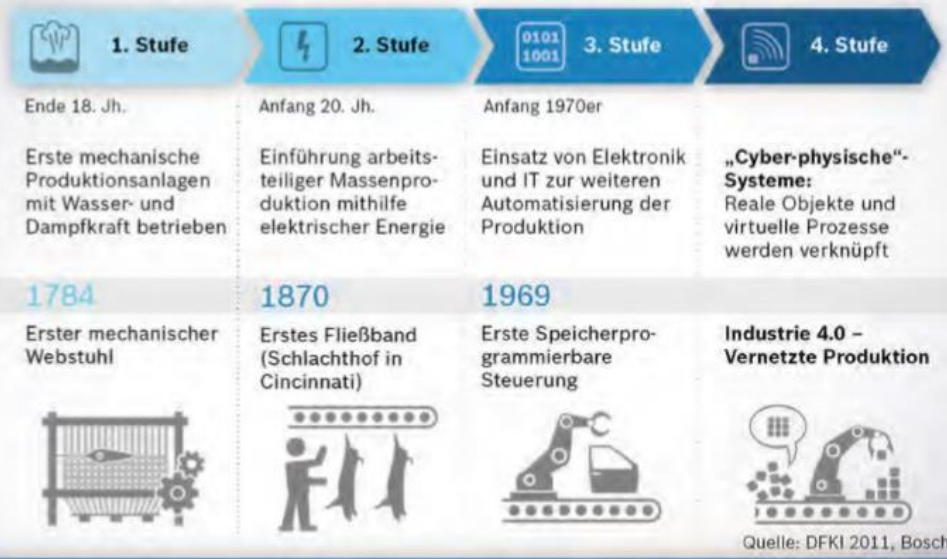 1. Stufe
2. Stufe
0101
1001
3. Stufe
4. Stufe
Ende 18. Jh.
Erste mechanische
Produktionsanlagen
mit Wasser- und
Dampfkraft betrieben
Anfang 20. Jh.
Einführung arbeits-
teiliger Massenpro-
duktion mithilfe
elektrischer Energie
Anfang 1970er
Einsatz von Elektronik
und IT zur weiteren
Automatisierung der
Produktion
„Cyber-physische“-
Systeme:
Reale Objekte und
virtuelle Prozesse
werden verknüpft
1784
Erster mechanischer
Webstuhl
1870
Erstes Fließband
(Schlachthof in
Cincinnati)
1969
Erste Speicherpro-
grammierbare
Steuerung
Industrie 4.0 –
Vernetzte Produktion
Quelle: DFKI 2011, Bosch